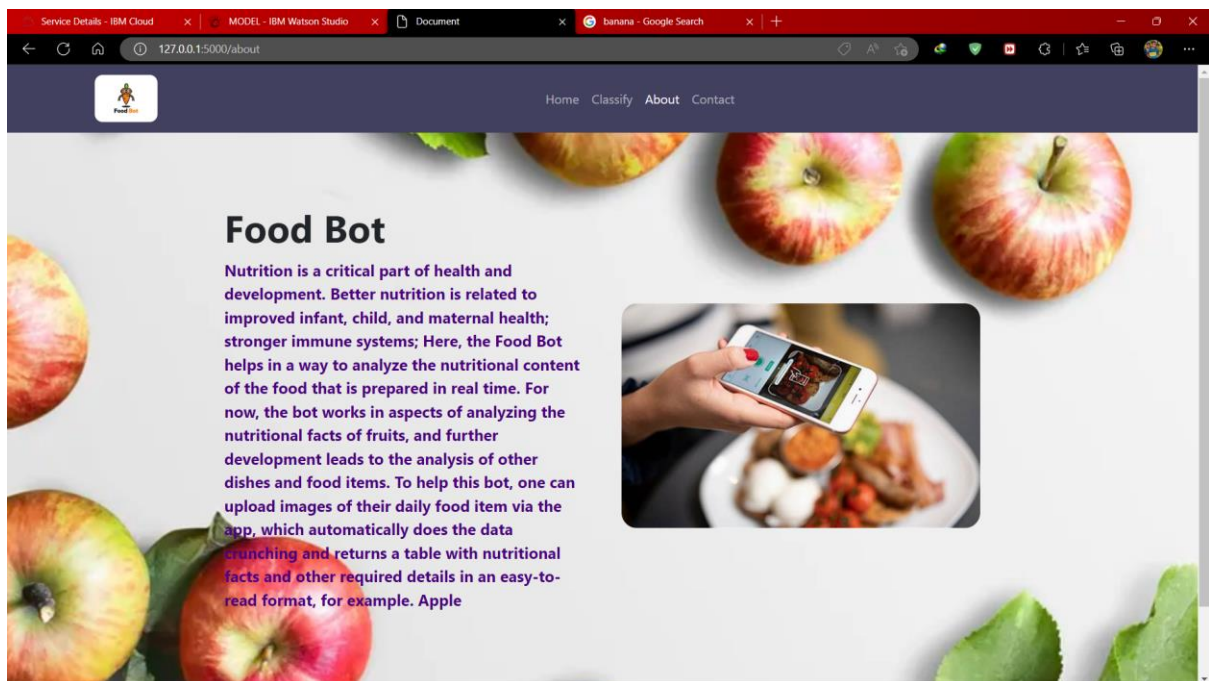 Service Details - IBM Cloud
MODEL - IBM Watson Studio
Document
banana - Google Search
127.0.0.1:5000/about
Food Bot
Home Classify About Contact
Food Bot
Nutrition is a critical part of health and
development. Better nutrition is related to
improved infant, child, and maternal health;
stronger immune systems; Here, the Food Bot
helps in a way to analyze the nutritional content
of the food that is prepared in real time. For
now, the bot works in aspects of analyzing the
nutritional facts of fruits, and further
development leads to the analysis of other
dishes and food items. To help this bot, one can
upload images of their daily food item via the
app, which automatically does the data
crunching and returns a table with nutritional
facts and other required details in an easy-to-
read format, for example. Apple